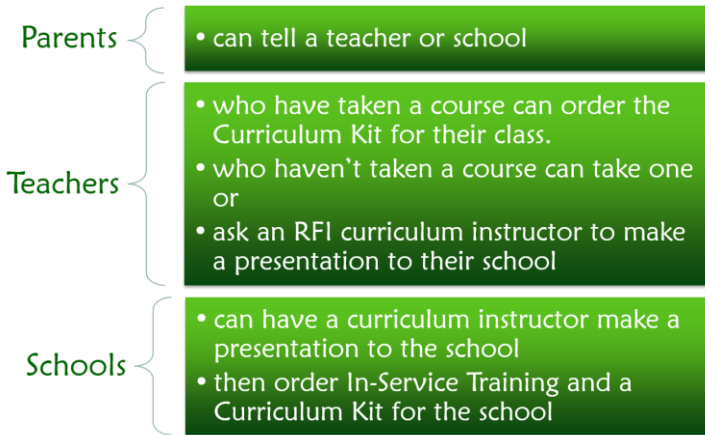 Parents
• can tell a teacher or school
Teachers
• who have taken a course can order the
Curriculum Kit for their class.
• who haven't taken a course can take one
or
• ask an RFI curriculum instructor to make
a presentation to their school
Schools
• can have a curriculum instructor make a
presentation to the school
• then order In-Service Training and a
Curriculum Kit for the school